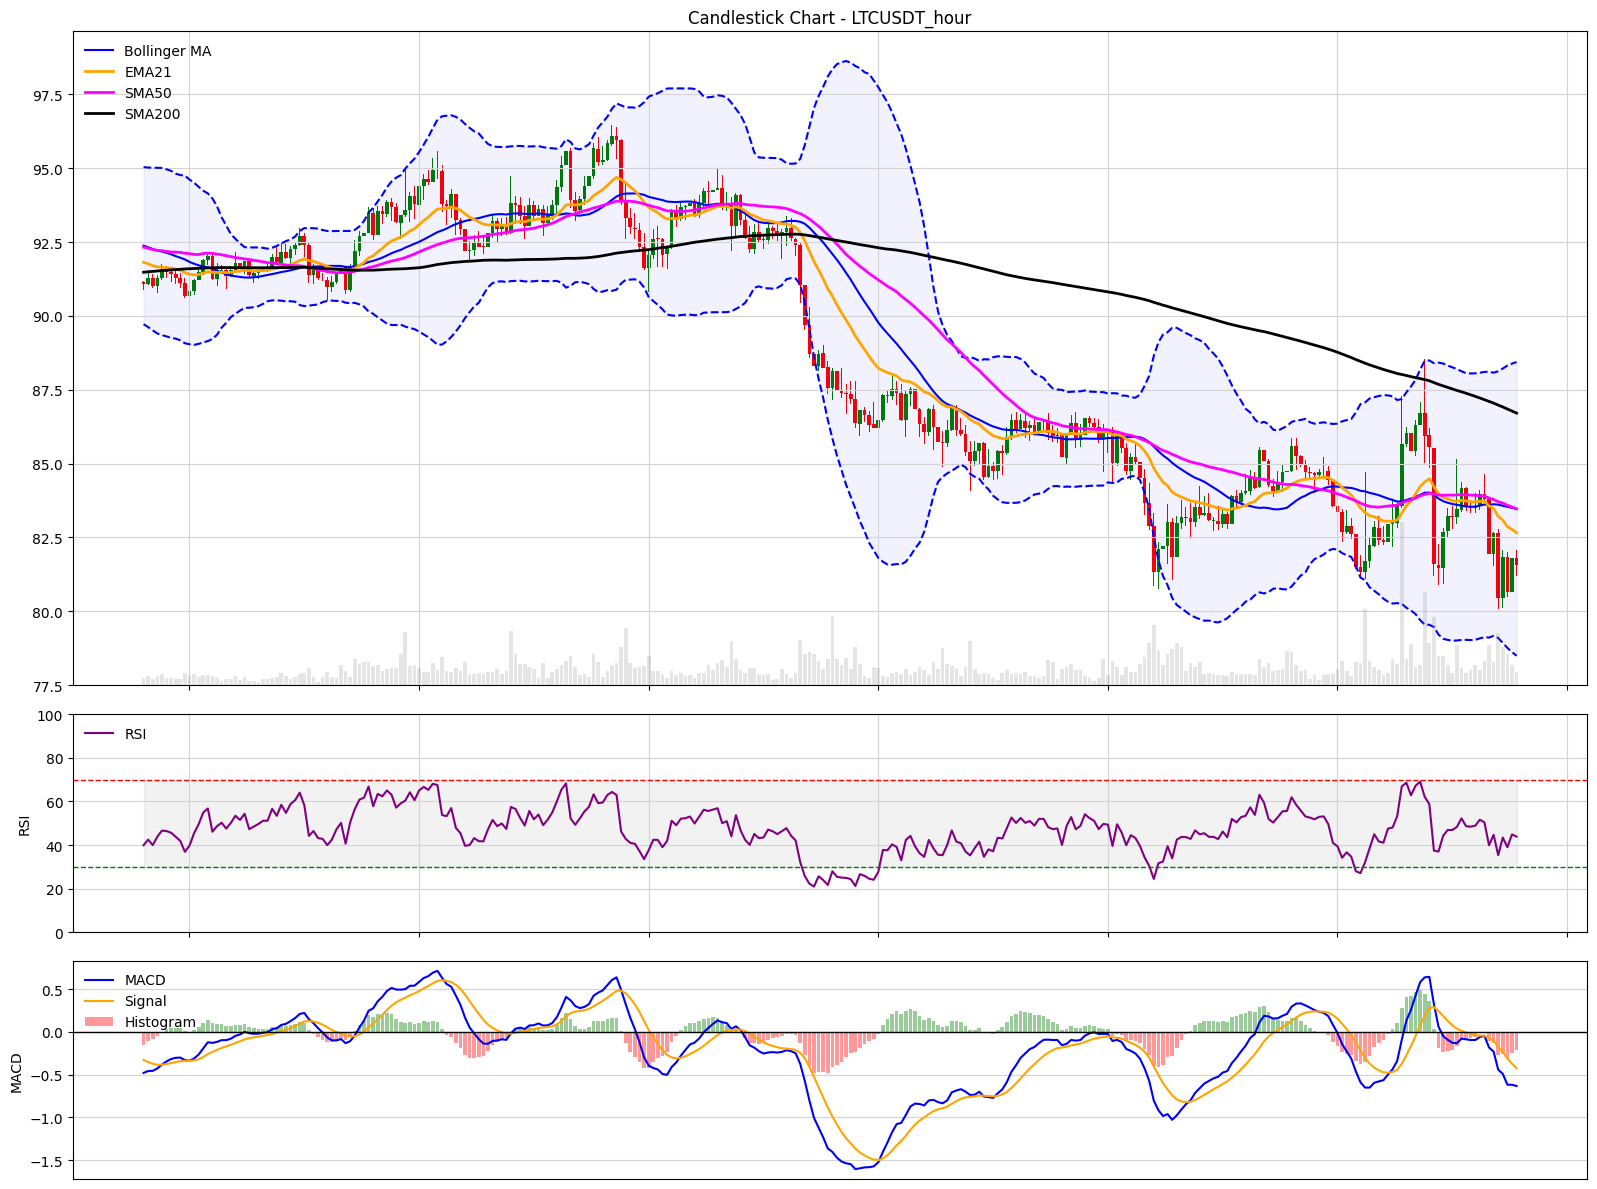 Candlestick Chart - LTCUSDT_hour
Bollinger MA
EMA21
SMA50
SMA200
97.5
95.0
92.5
90.0
87.5
85.0
82.5
80.0
77.5
RSI
100
80
60
40
20
0
RSI
MACD
Signal
Histogram
0.5
0.0
−0.5
−1.0
−1.5
MACD